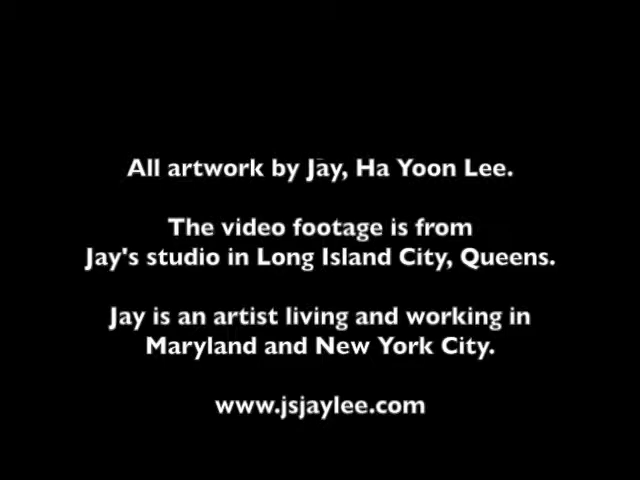 All artwork by Jay, Ha Yoon Lee.
The video footage is from
Jay's studio in Long Island City, Queens.
Jay is an artist living and working in
Maryland and New York City.
www.jsjaylee.com